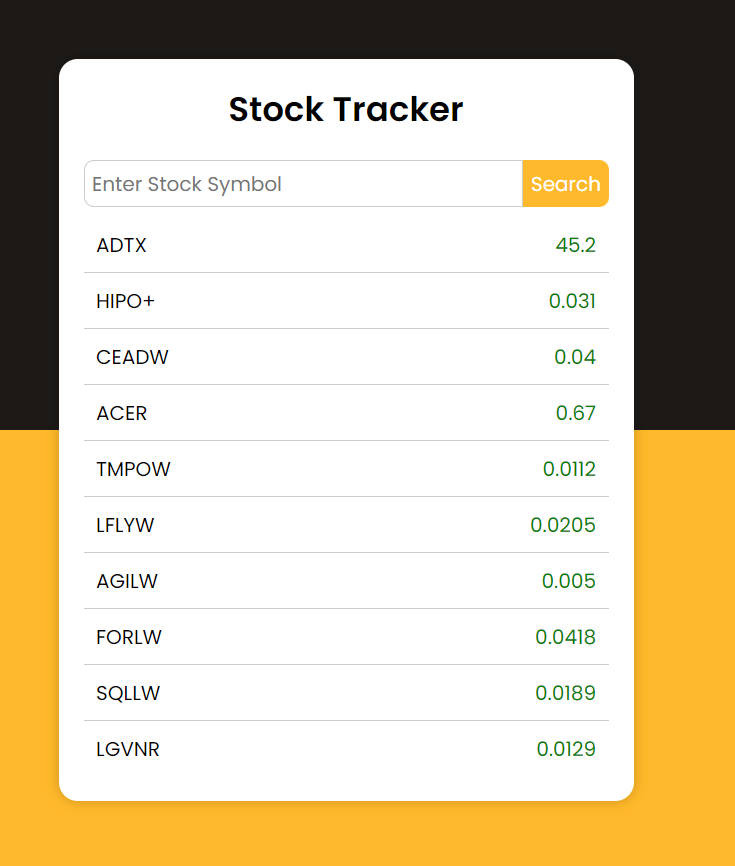 Stock Tracker
Enter Stock Symbol Search
ADTX 45.2
HIPO+ 0.031
CEADW 0.04
ACER 0.67
TMPOW 0.0112
LFLYW 0.0205
AGILW 0.005
FORLW 0.0418
SQLLW 0.0189
LGVNR 0.0129